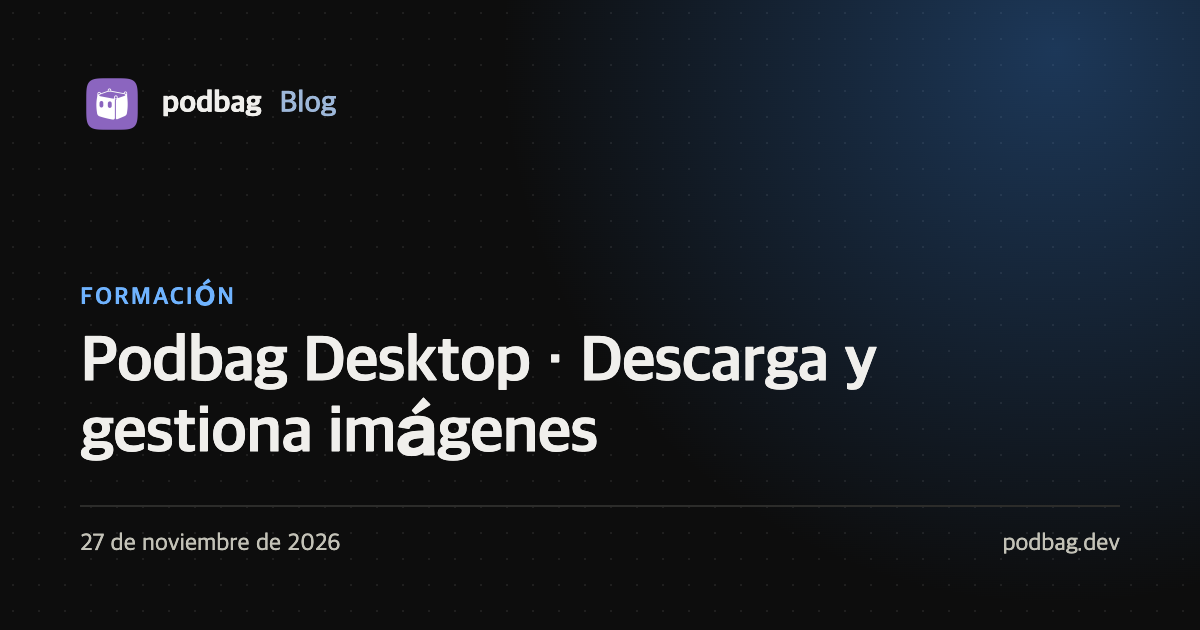 podbag Blog
FORMACIÓN
Podbag Desktop · Descarga y
gestiona imágenes
27 de noviembre de 2026
podbag.dev